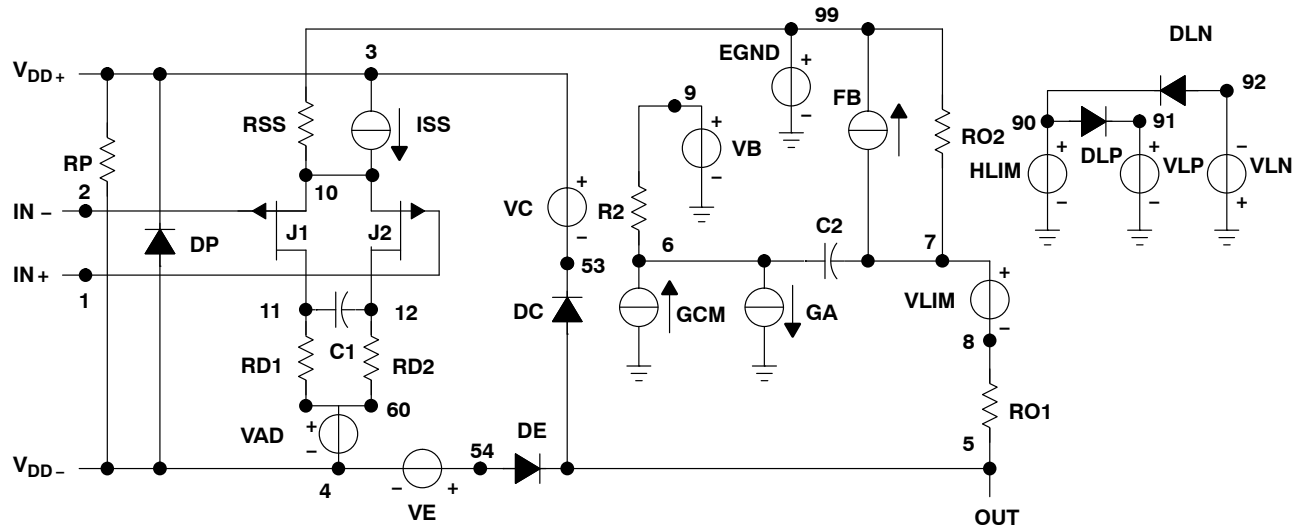 99
DLN
3
EGND
+
VDD+
92
9
FB
+
–
RSS
ISS
90
91
RP
VB
–
RO2
DLP
+
+
–
2
10
+
HLIM
VLP
VLN
IN –
VC
R2
–
–
+
J1
J2
–
C2
DP
6
7
IN +
53
+
1
VLIM
11
12
DC
GCM
GA
–
C1
8
RD1
RD2
60
RO1
+
VAD
DE
–
54
5
VDD–
4
–
+
VE
OUT